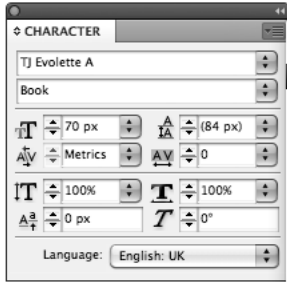 CHARACTER
TJ Evolette A
Book
70 px (84 px)
Metrics 0
100% 100%
0 px 0°
Language: English: UK